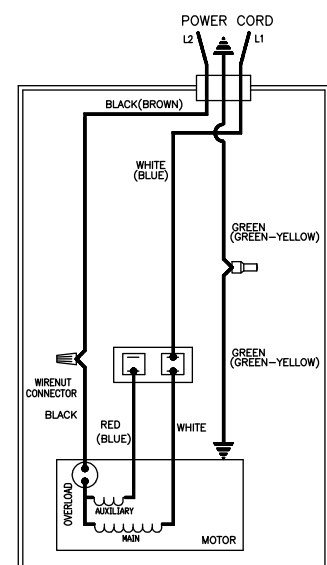 POWER CORD
L2
L1
BLACK(BROWN)
WHITE
(BLUE)
GREEN
(GREEN-YELLOW)
GREEN
(GREEN-YELLOW)
WIRENUT
CONNECTOR
BLACK
RED
(BLUE)
WHITE
OVERLOAD
AUXILIARY
MAIN
MOTOR